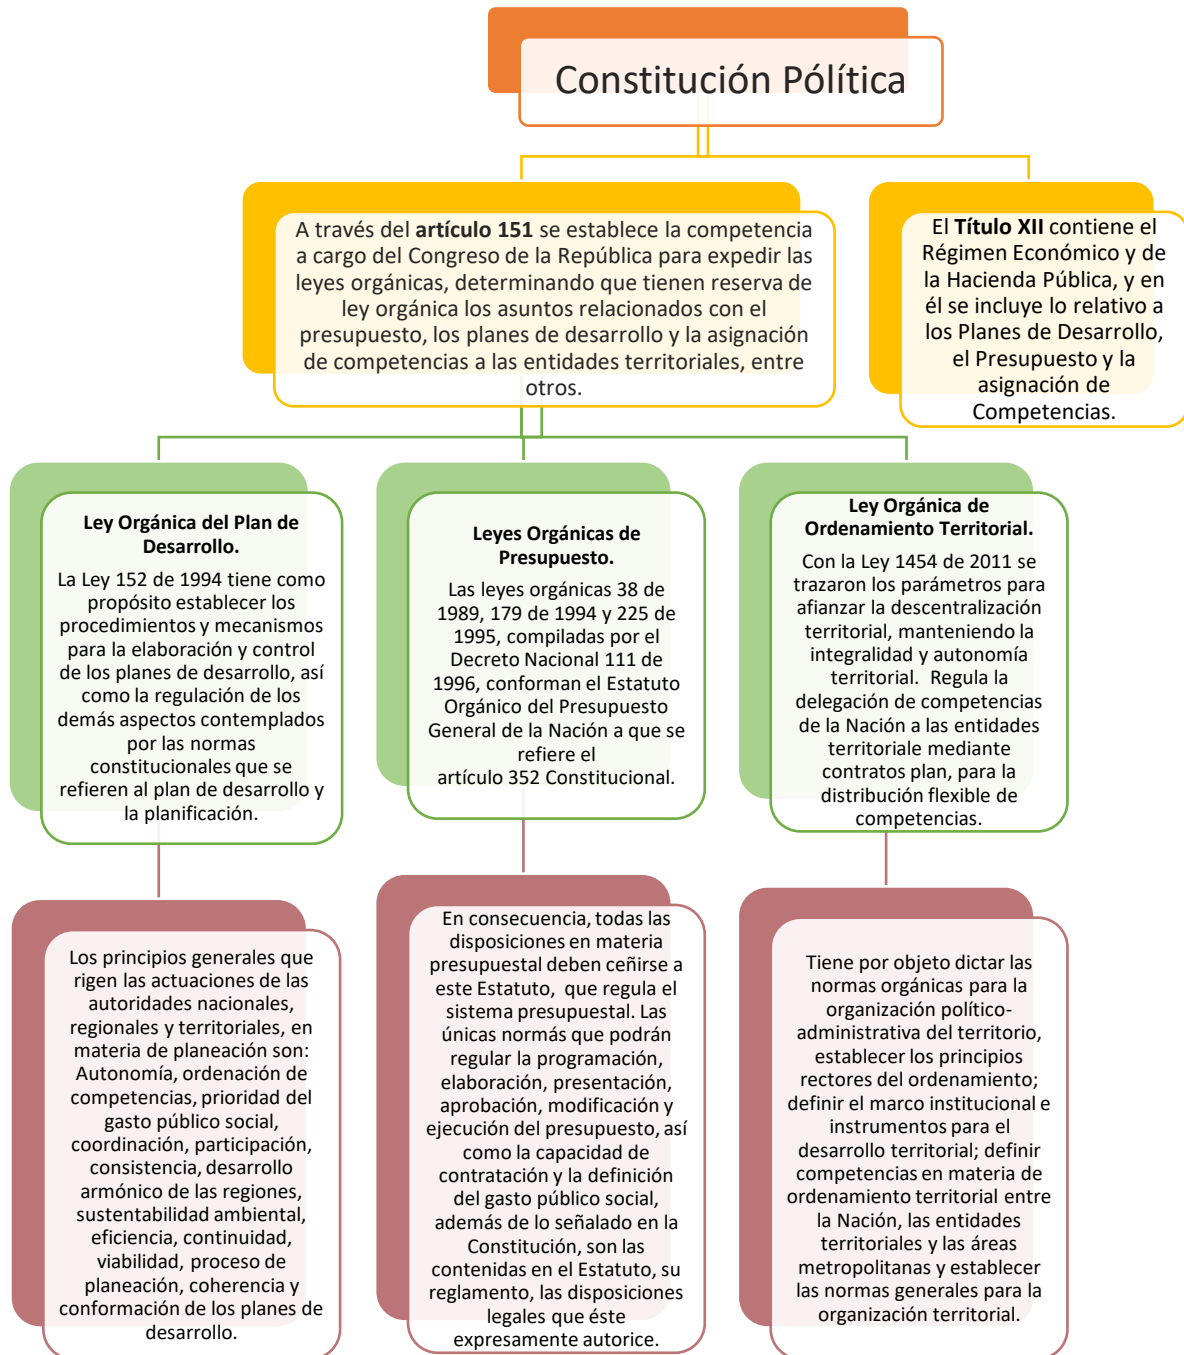 Constitución Pólítica
A través del artículo 151 se establece la competencia
a cargo del Congreso de la República para expedir las
leyes orgánicas, determinando que tienen reserva de
ley orgánica los asuntos relacionados con el
presupuesto, los planes de desarrollo y la asignación
de competencias a las entidades territoriales, entre
otros.
El Título XII contiene el
Régimen Económico y de
la Hacienda Pública, y en
él se incluye lo relativo a
los Planes de Desarrollo,
el Presupuesto y la
asignación de
Competencias.
Ley Orgánica del Plan de
Desarrollo.
La Ley 152 de 1994 tiene como
propósito establecer los
procedimientos y mecanismos
para la elaboración y control
de los planes de desarrollo, así
como la regulación de los
demás aspectos contemplados
por las normas
constitucionales que se
refieren al plan de desarrollo y
la planificación.
Leyes Orgánicas de
Presupuesto.
Las leyes orgánicas 38 de
1989, 179 de 1994 y 225 de
1995, compiladas por el
Decreto Nacional 111 de
1996, conforman el Estatuto
Orgánico del Presupuesto
General de la Nación a que se
refiere el
artículo 352 Constitucional.
Ley Orgánica de
Ordenamiento Territorial.
Con la Ley 1454 de 2011 se
trazaron los parámetros para
afianzar la descentralización
territorial, manteniendo la
integralidad y autonomía
territorial.  Regula la
delegación de competencias
de la Nación a las entidades
territoriale mediante
contratos plan, para la
distribución flexible de
competencias.
Los principios generales que
rigen las actuaciones de las
autoridades nacionales,
regionales y territoriales, en
materia de planeación son:
Autonomía, ordenación de
competencias, prioridad del
gasto público social,
coordinación, participación,
consistencia, desarrollo
armónico de las regiones,
sustentabilidad ambiental,
eficiencia, continuidad,
viabilidad, proceso de
planeación, coherencia y
conformación de los planes de
desarrollo.
En consecuencia, todas las
disposiciones en materia
presupuestal deben ceñirse a
este Estatuto,  que regula el
sistema presupuestal. Las
únicas normás que podrán
regular la programación,
elaboración, presentación,
aprobación, modificación y
ejecución del presupuesto, así
como la capacidad de
contratación y la definición
del gasto público social,
además de lo señalado en la
Constitución, son las
contenidas en el Estatuto, su
reglamento, las disposiciones
legales que éste
expresamente autorice.
Tiene por objeto dictar las
normas orgánicas para la
organización político-
administrativa del territorio,
establecer los principios
rectores del ordenamiento;
definir el marco institucional e
instrumentos para el
desarrollo territorial; definir
competencias en materia de
ordenamiento territorial entre
la Nación, las entidades
territoriales y las áreas
metropolitanas y establecer
las normas generales para la
organización territorial.